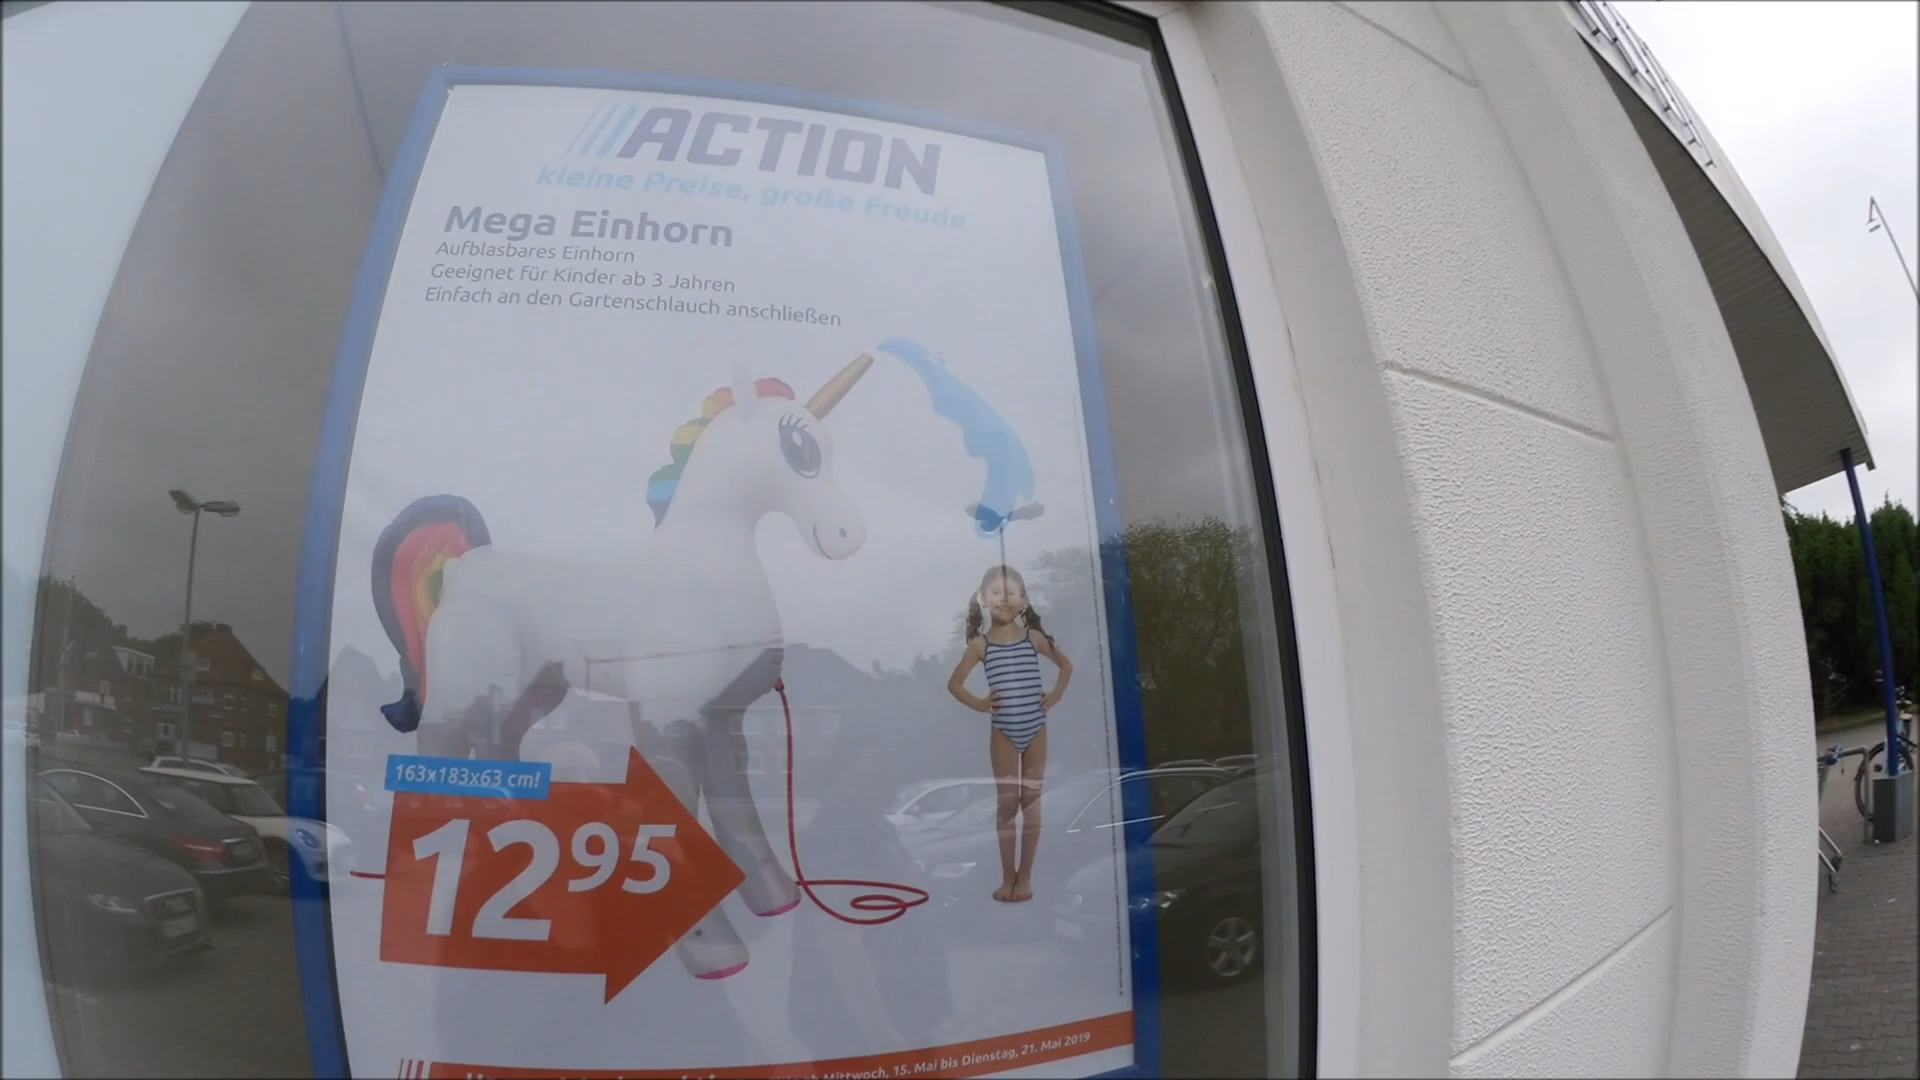 ACTION
kleine Preise, große Freude
Mega Einhorn
Aufblasbares Einhorn
Geeignet für Kinder ab 3 Jahren
Einfach an den Gartenschlauch anschließen
163x183x63 cm!
12 95
Mittwoch, 15. Mai bis Dienstag, 21. Mai 2019